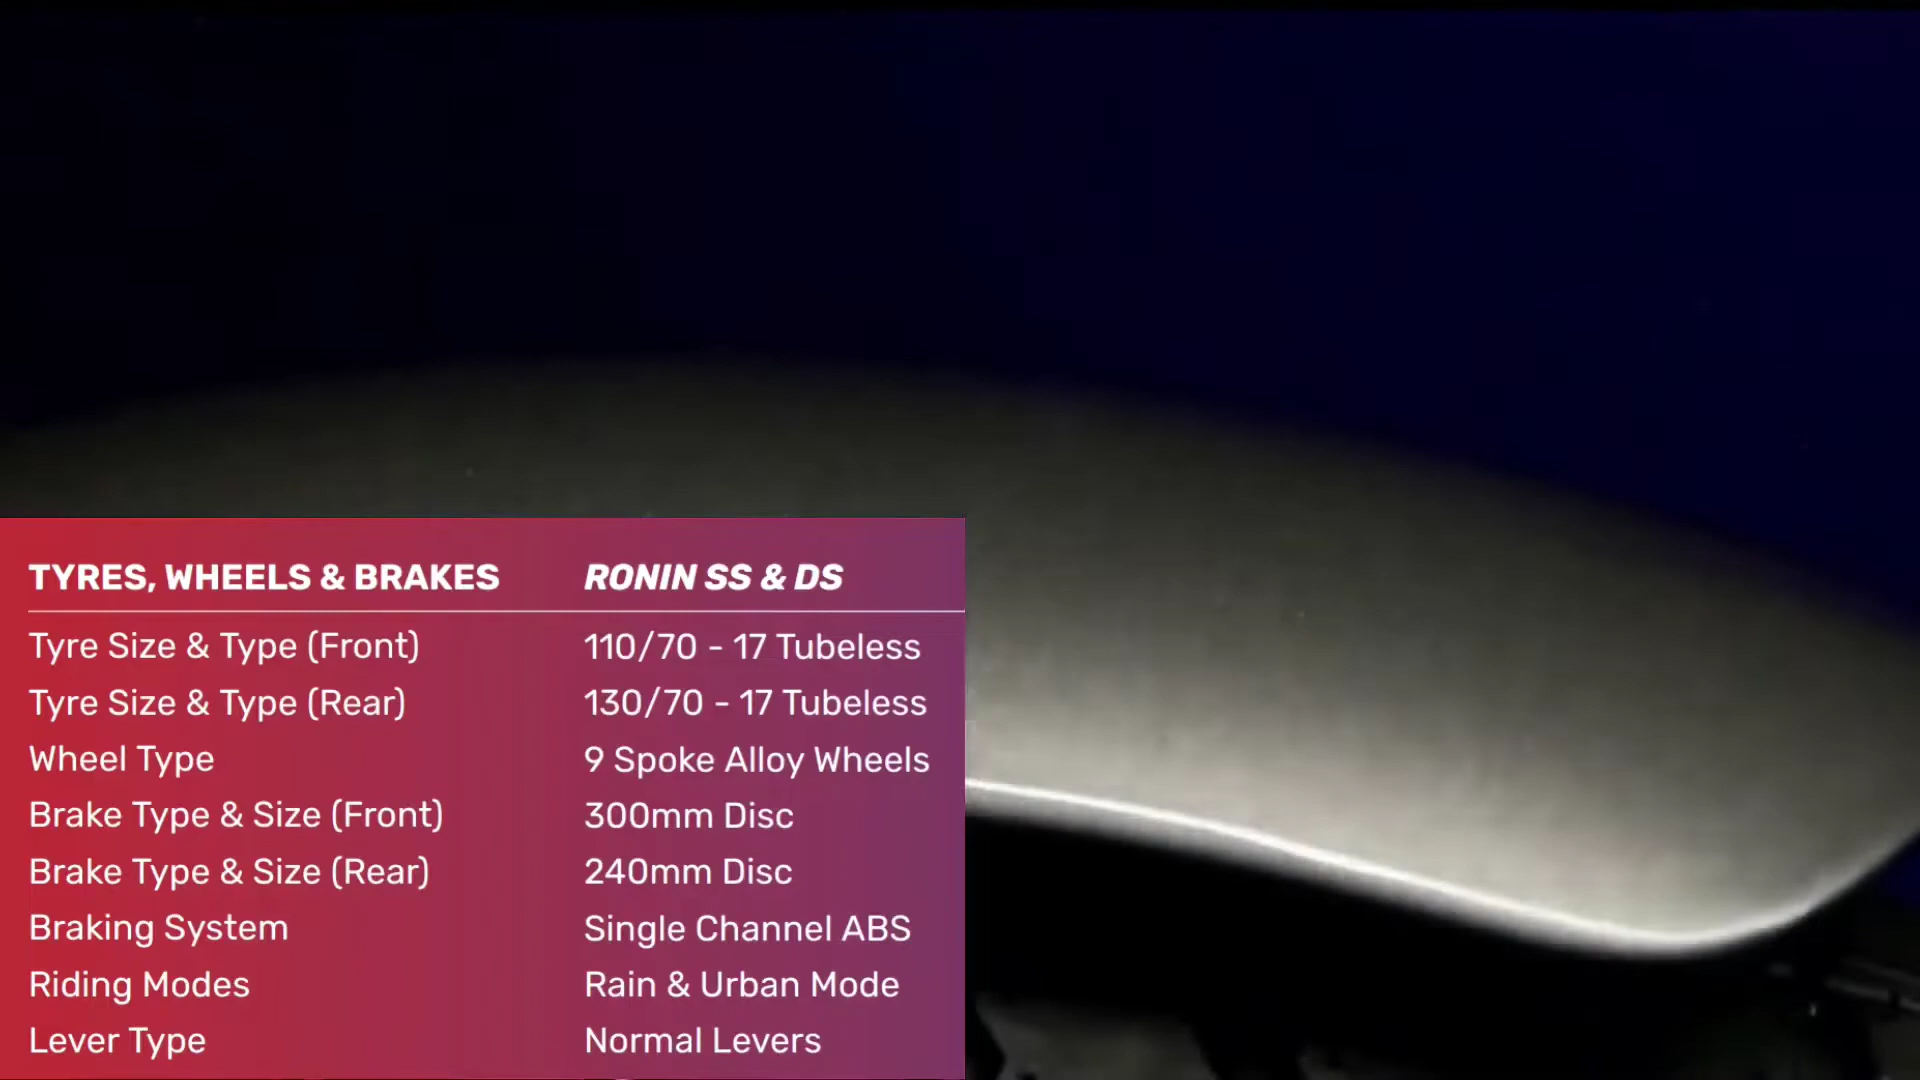 TYRES, WHEELS & BRAKES RONIN SS & DS
Tyre Size & Type (Front) 110/70 - 17 Tubeless
Tyre Size & Type (Rear) 130/70 - 17 Tubeless
Wheel Type 9 Spoke Alloy Wheels
Brake Type & Size (Front) 300mm Disc
Brake Type & Size (Rear) 240mm Disc
Braking System Single Channel ABS
Riding Modes Rain & Urban Mode
Lever Type Normal Levers